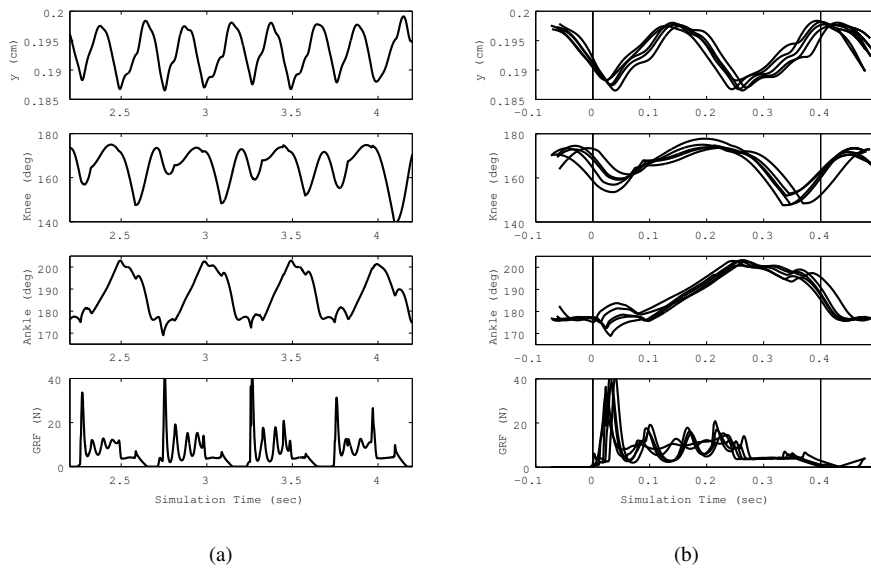 0.2
0.195
0.19
0.185
y (cm)
2.5 3 3.5 4
180
160
140
Knee (deg)
2.5 3 3.5 4
200
190
180
170
Ankle (deg)
2.5 3 3.5 4
40
20
0
GRF (N)
2.5 3 3.5 4
Simulation Time (sec)
(a)
0.2
0.195
0.19
0.185
y (cm)
-0.1 0 0.1 0.2 0.3 0.4
180
160
140
Knee (deg)
-0.1 0 0.1 0.2 0.3 0.4
200
190
180
170
Ankle (deg)
-0.1 0 0.1 0.2 0.3 0.4
40
20
0
GRF (N)
-0.1 0 0.1 0.2 0.3 0.4
Simulation Time (sec)
(b)